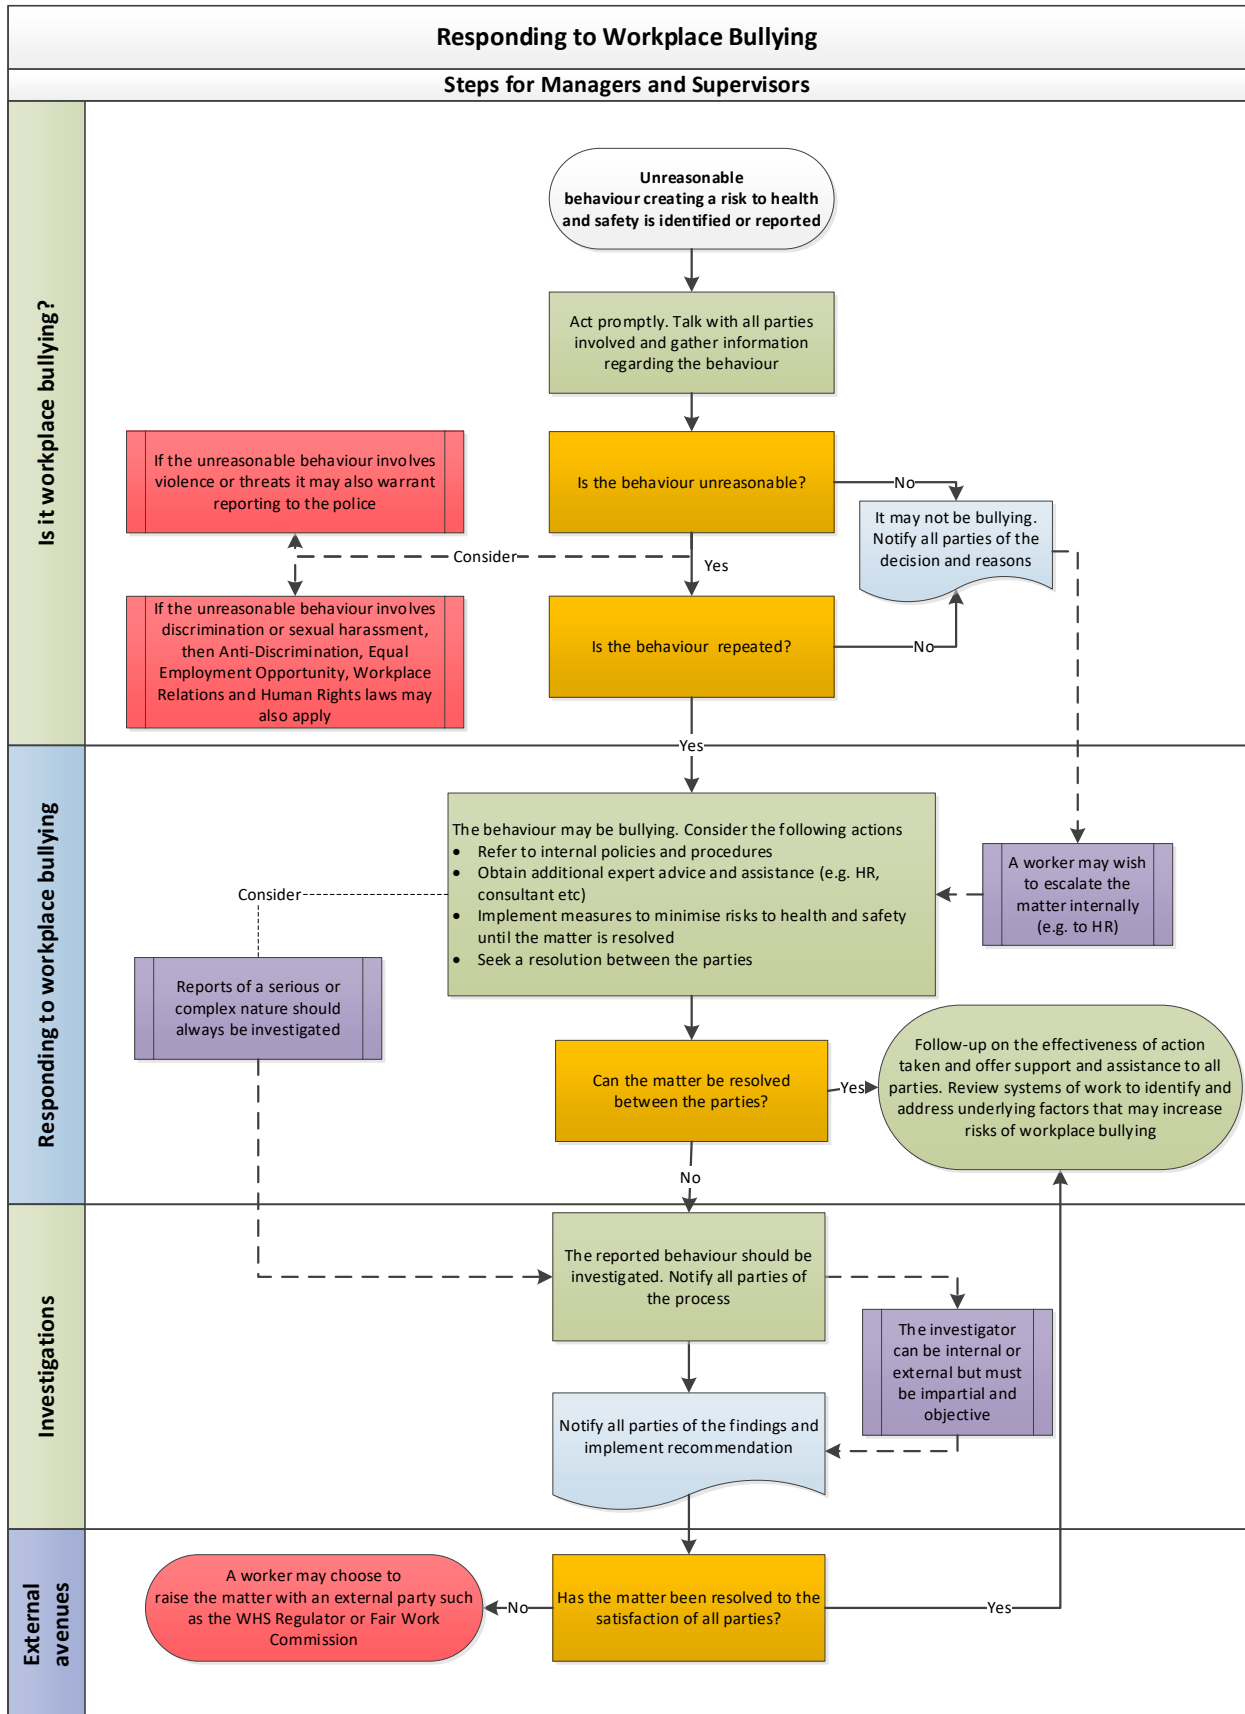 Responding to Workplace Bullying
Steps for Managers and Supervisors
Is it workplace bullying?
Unreasonable
behaviour creating a risk to health
and safety is identified or reported
Act promptly. Talk with all parties
involved and gather information
regarding the behaviour
If the unreasonable behaviour involves
violence or threats it may also warrant
reporting to the police
Is the behaviour unreasonable?
No
It may not be bullying.
Notify all parties of the
decision and reasons
Consider
Yes
If the unreasonable behaviour involves
discrimination or sexual harassment,
then Anti-Discrimination, Equal
Employment Opportunity, Workplace
Relations and Human Rights laws may
also apply
Is the behaviour repeated?
No
Yes
Responding to workplace bullying
The behaviour may be bullying. Consider the following actions
• Refer to internal policies and procedures
• Obtain additional expert advice and assistance (e.g. HR,
consultant etc)
• Implement measures to minimise risks to health and safety
until the matter is resolved
• Seek a resolution between the parties
A worker may wish
to escalate the
matter internally
(e.g. to HR)
Consider
Reports of a serious or
complex nature should
always be investigated
Can the matter be resolved
between the parties?
Yes
Follow-up on the effectiveness of action
taken and offer support and assistance to all
parties. Review systems of work to identify and
address underlying factors that may increase
risks of workplace bullying
No
Investigations
The reported behaviour should be
investigated. Notify all parties of
the process
The investigator
can be internal or
external but must
be impartial and
objective
Notify all parties of the findings and
implement recommendation
External
avenues
A worker may choose to
raise the matter with an external party such
as the WHS Regulator or Fair Work
Commission
No
Has the matter been resolved to the
satisfaction of all parties?
Yes